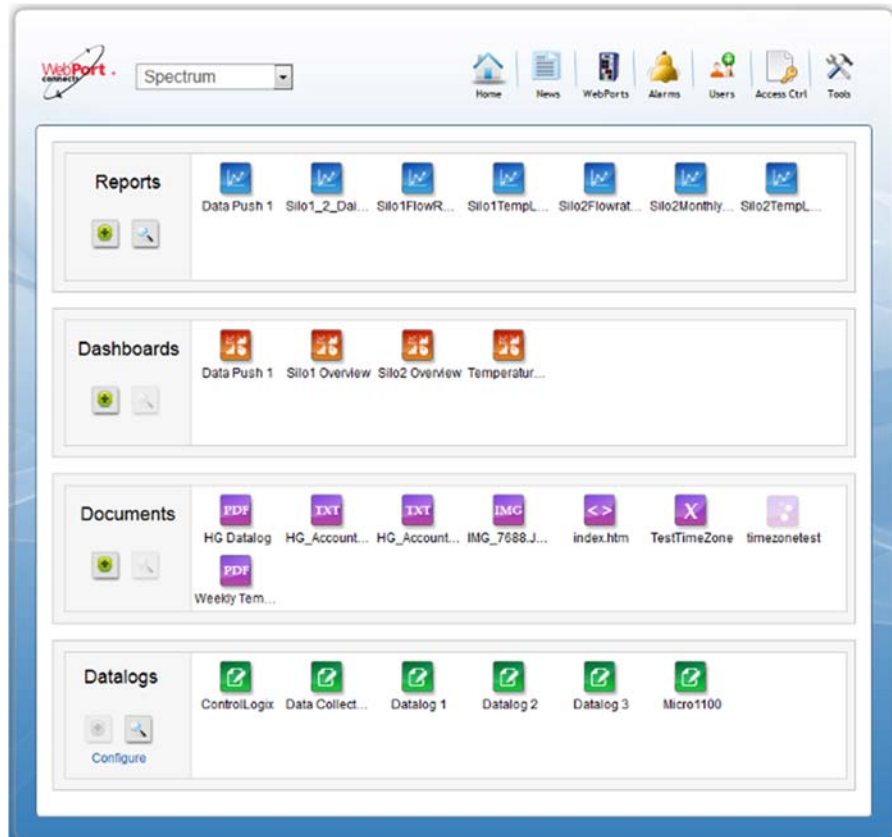 WebPort.
connects
Spectrum
Home News WebPorts Alarms Users Access Ctrl Tools
Reports
Data Push 1 Silo1_2_Dai... Silo1FlowR... Silo1TempL... Silo2Flowrat... Silo2Monthly... Silo2TempL...
Dashboards
Data Push 1 Silo1 Overview Silo2 Overview Temperatur...
Documents
PDF TXT TXT IMG <> X
HG Datalog HG_Account... HG_Account... IMG_7688.J... index.htm TestTimeZone timezonetest
PDF
Weekly Tem...
Datalogs
ControlLogix Data Collect... Datalog 1 Datalog 2 Datalog 3 Micro1100
Configure